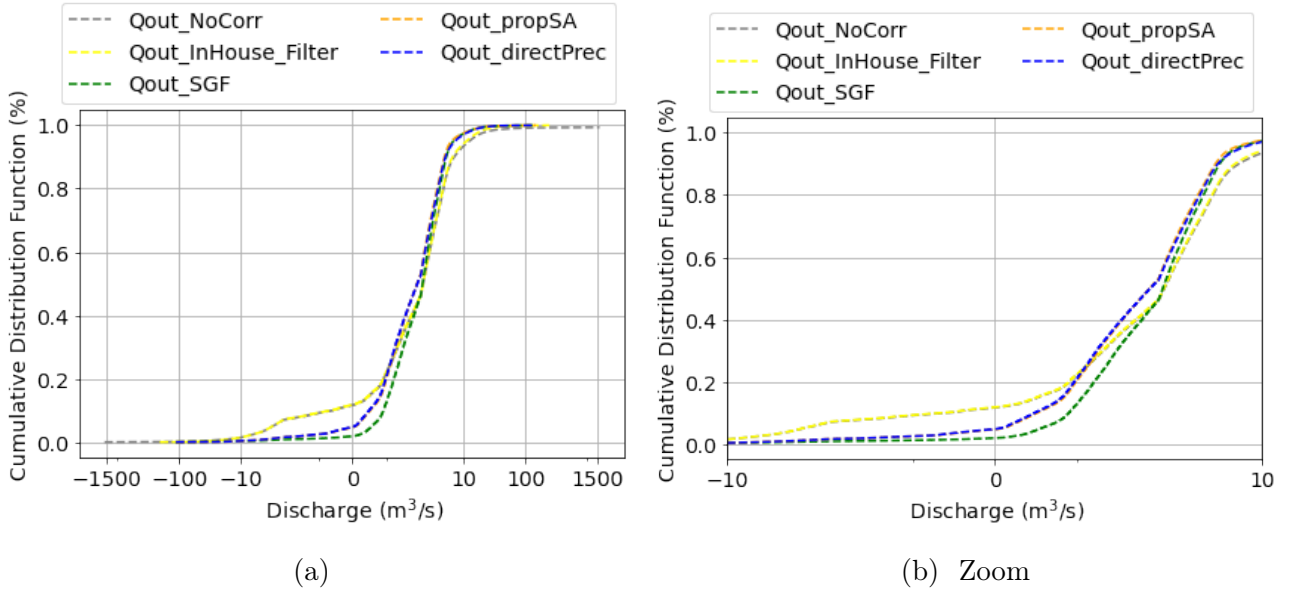 Qout_NoCorr Qout_propSA
Qout_InHouse_Filter Qout_directPrec
Qout_SGF
Cumulative Distribution Function (%)
1.0
0.8
0.6
0.4
0.2
0.0
−1500 −100 −10 0 10 100 1500
Discharge (m³/s)
(a)
Qout_NoCorr Qout_propSA
Qout_InHouse_Filter Qout_directPrec
Qout_SGF
Cumulative Distribution Function (%)
1.0
0.8
0.6
0.4
0.2
0.0
−10 0 10
Discharge (m³/s)
(b) Zoom